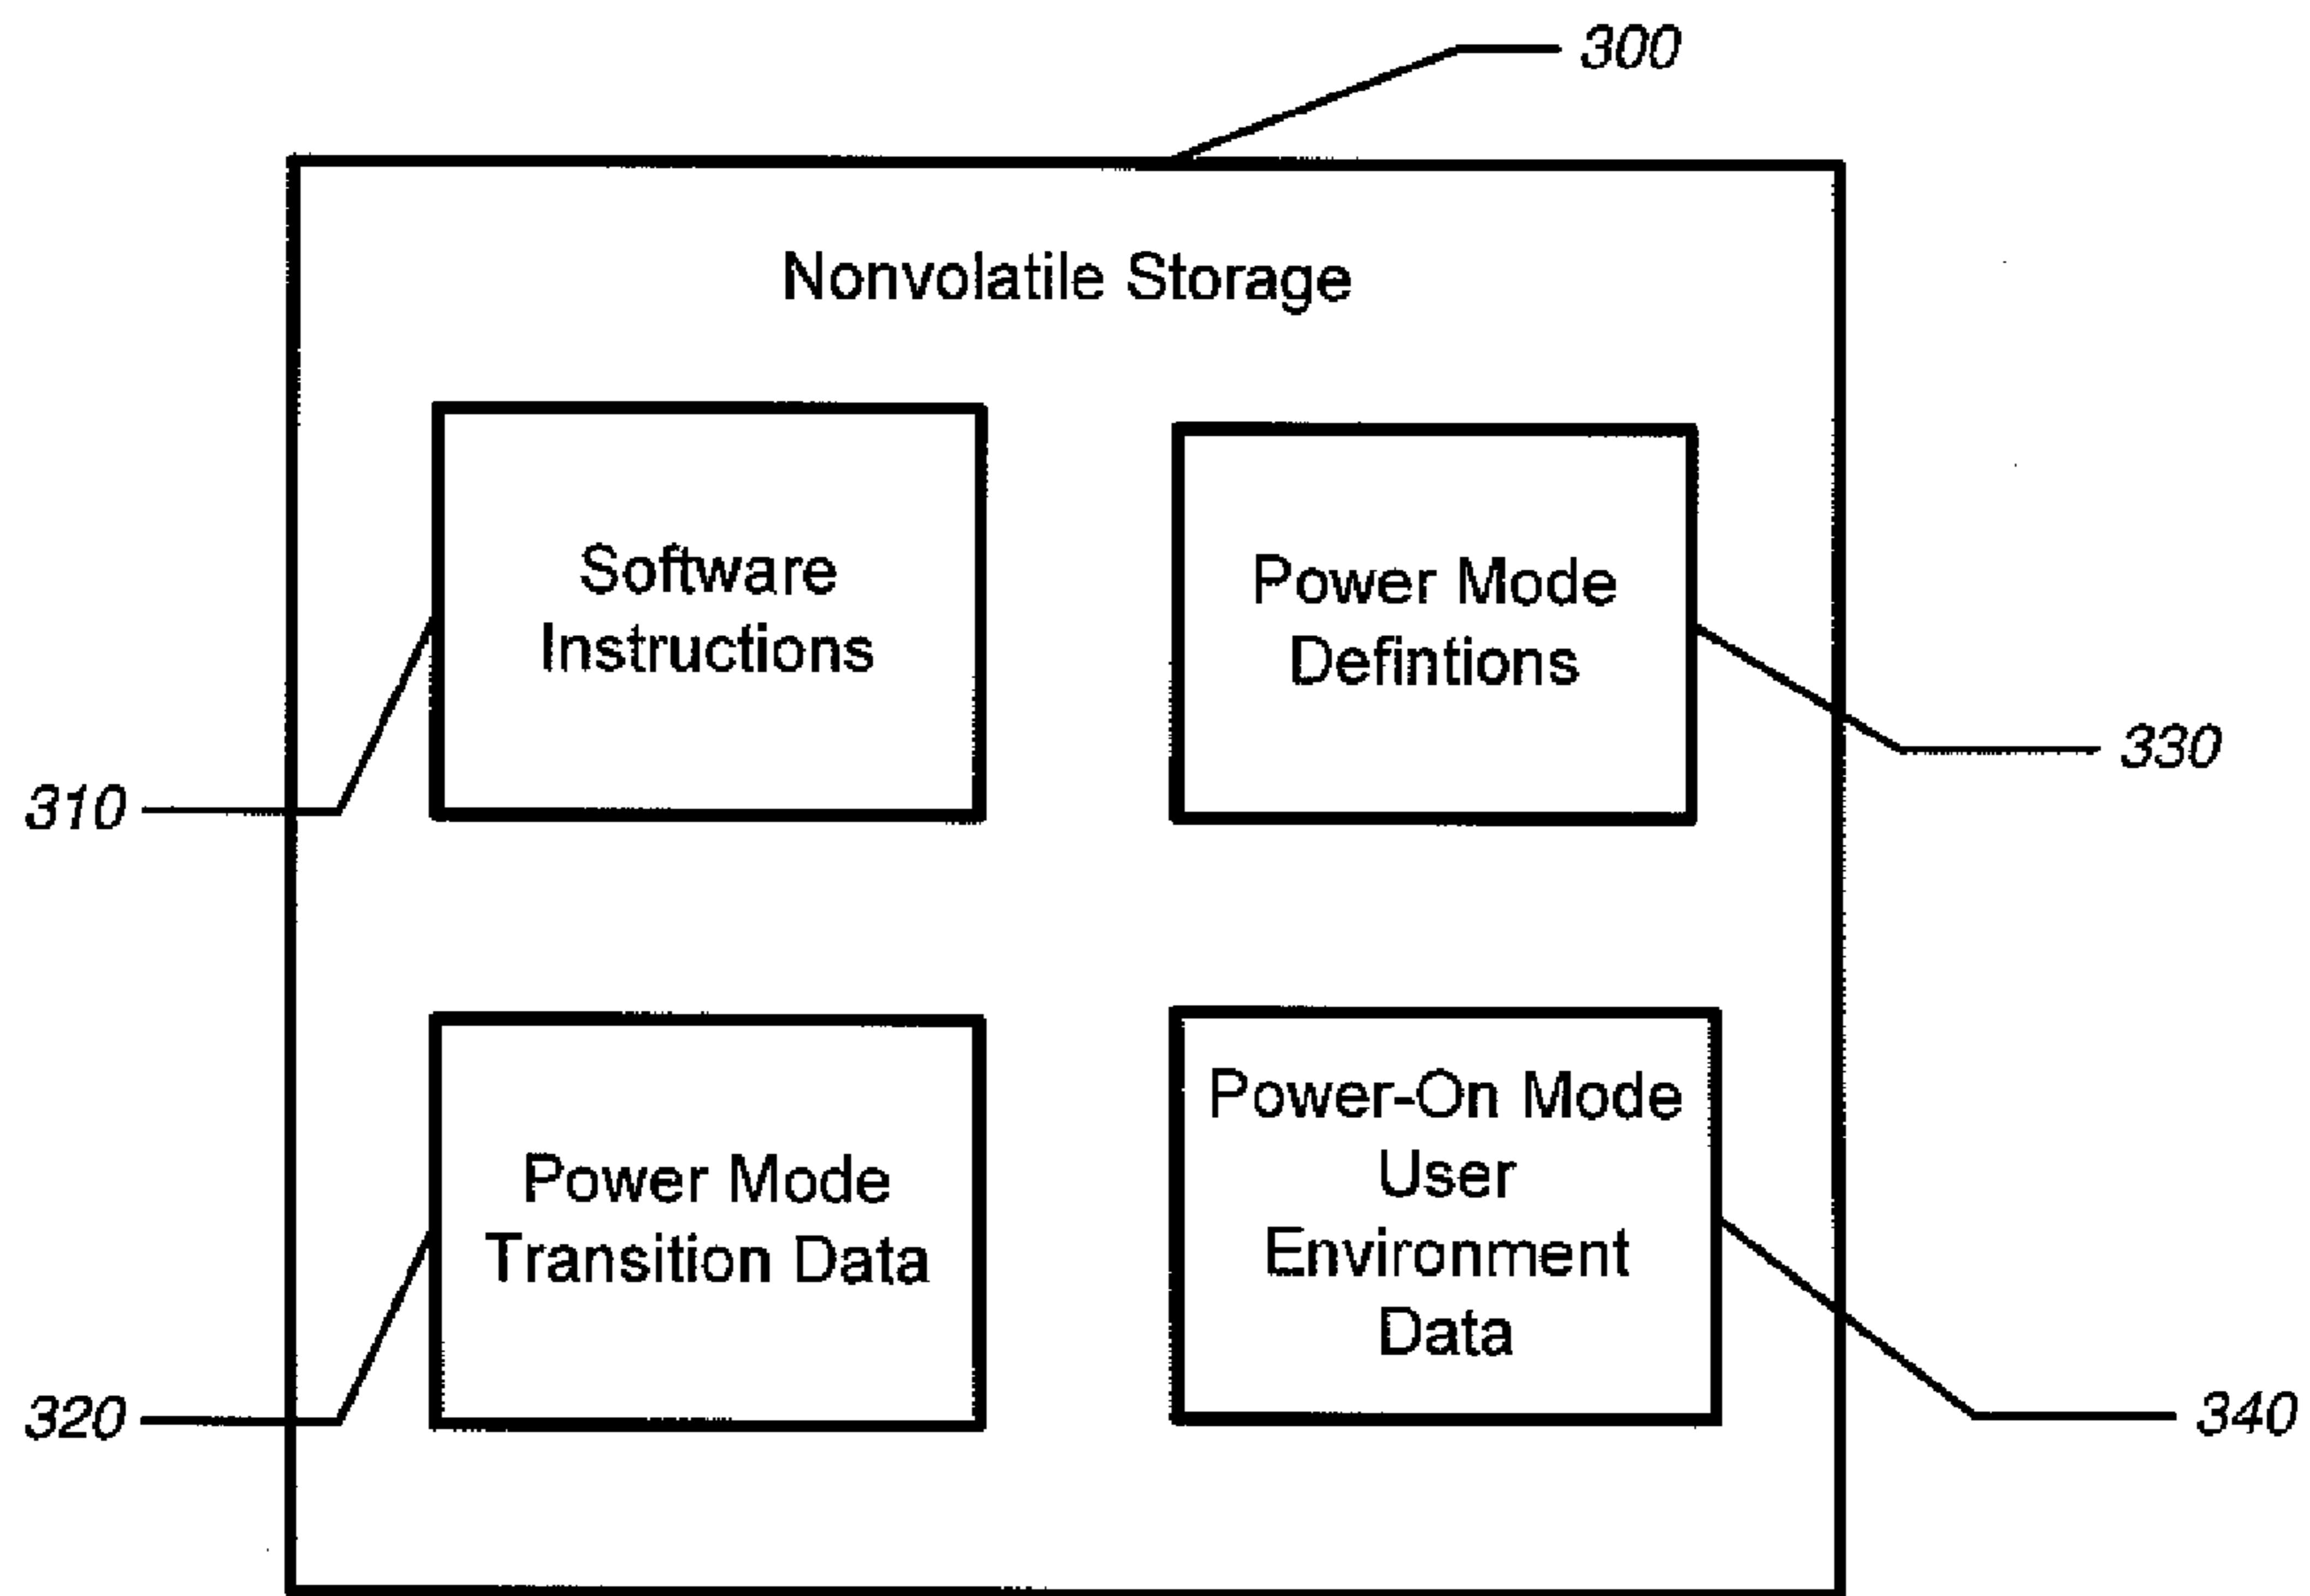 300
Nonvolatile Storage
Software
Instructions
Power Mode
Defintions
310
330
Power Mode
Transition Data
Power-On Mode
User
Environment
Data
320
340